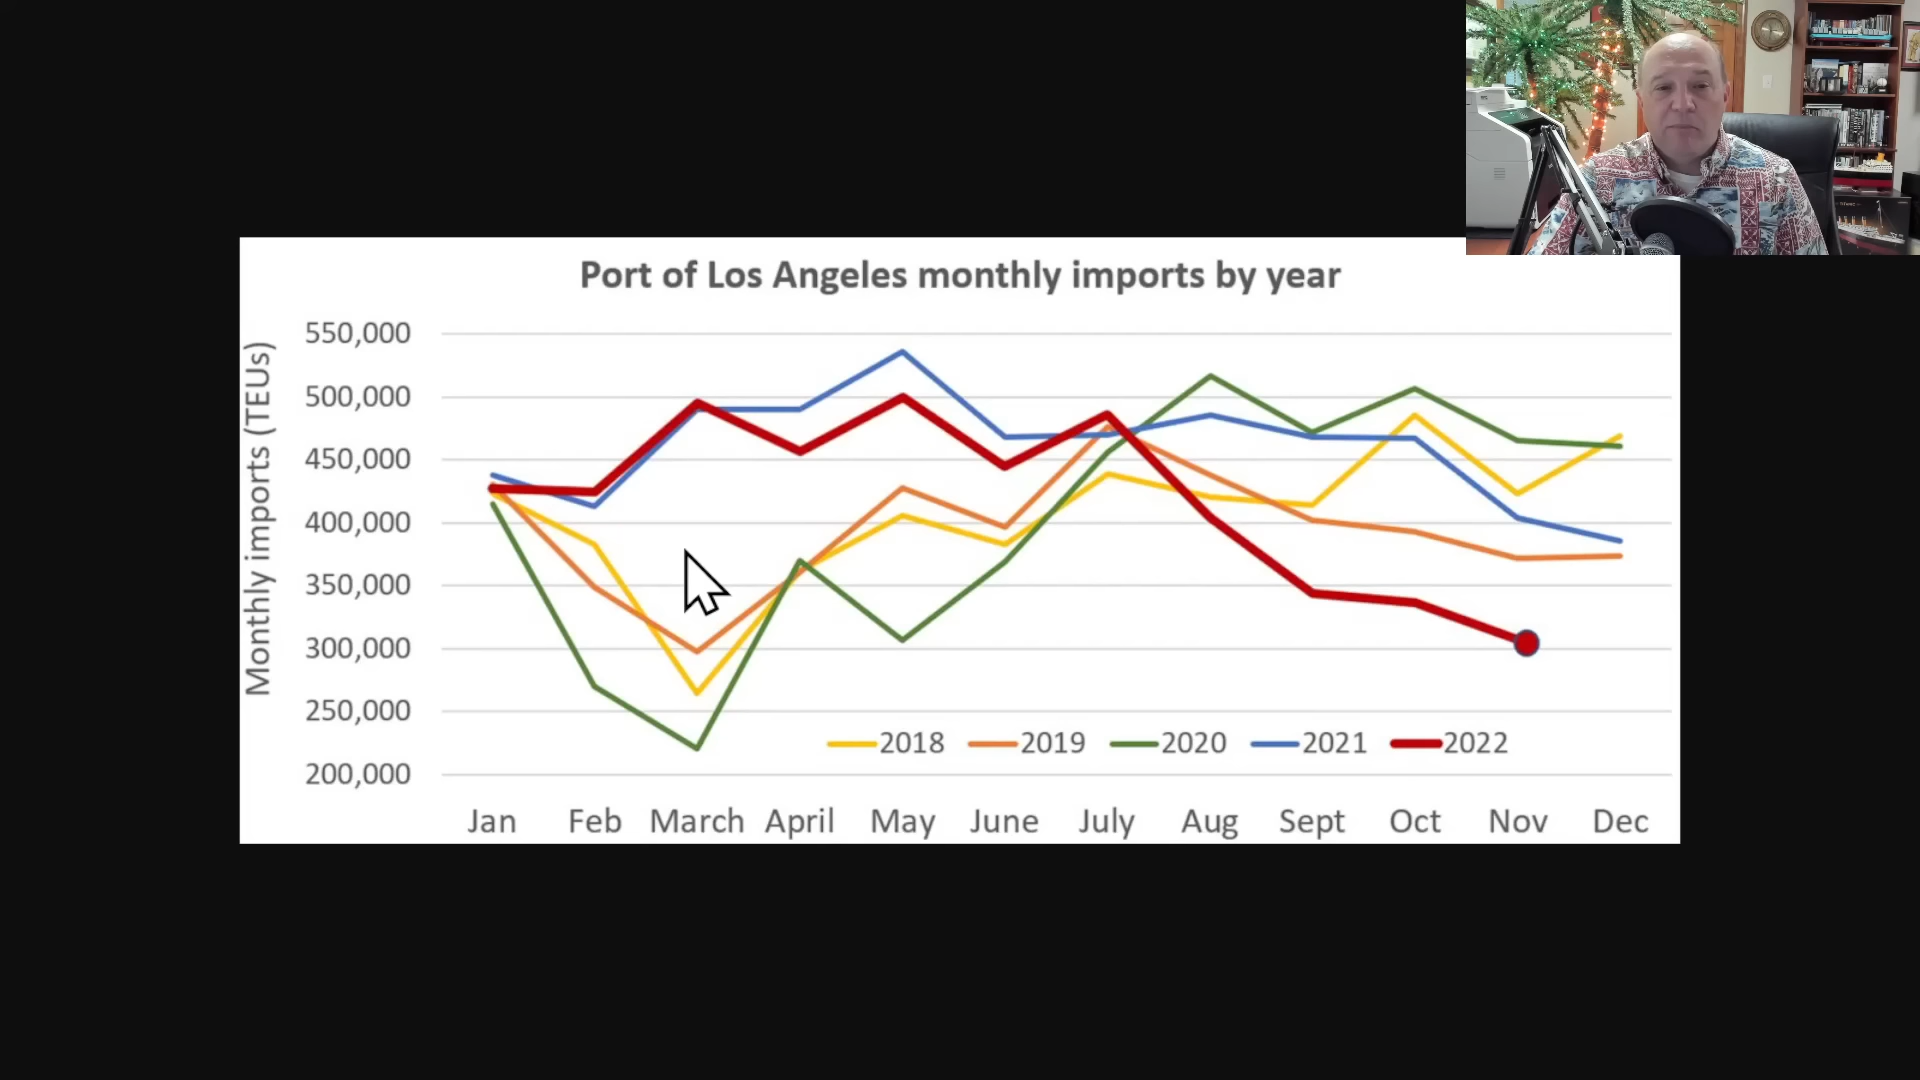 Port of Los Angeles monthly imports by year
Monthly imports (TEUs)
550,000
500,000
450,000
400,000
350,000
300,000
250,000
200,000
2018 2019 2020 2021 2022
Jan Feb March April May June July Aug Sept Oct Nov Dec